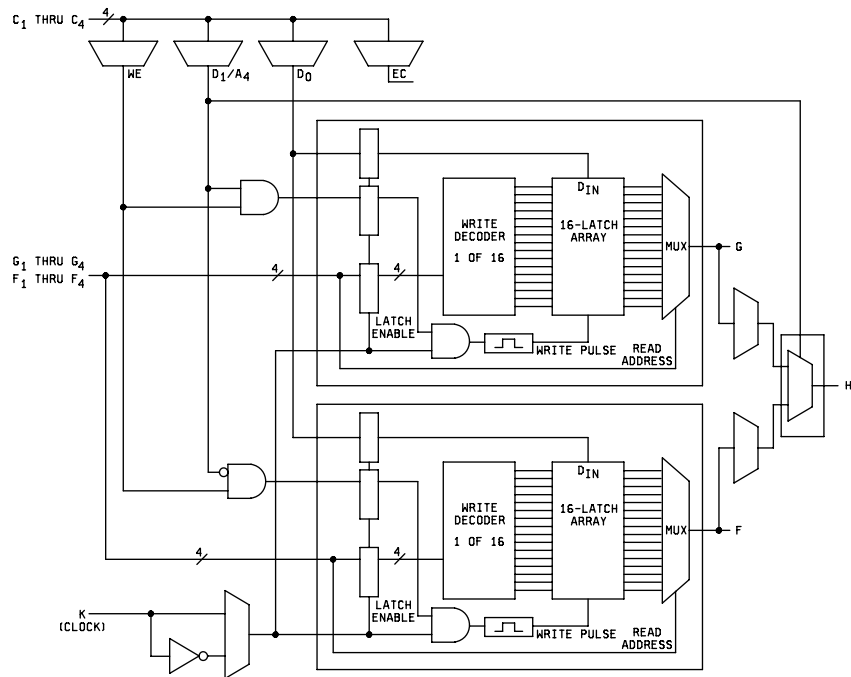 C1 THRU C4
4
WE
D1/A4
D0
EC
DIN
WRITE
DECODER
1 OF 16
16-LATCH
ARRAY
MUX
G
G1 THRU G4
F1 THRU F4
4
4
LATCH
ENABLE
WRITE PULSE
READ
ADDRESS
H
DIN
WRITE
DECODER
1 OF 16
16-LATCH
ARRAY
MUX
F
4
4
LATCH
ENABLE
WRITE PULSE
READ
ADDRESS
K
(CLOCK)